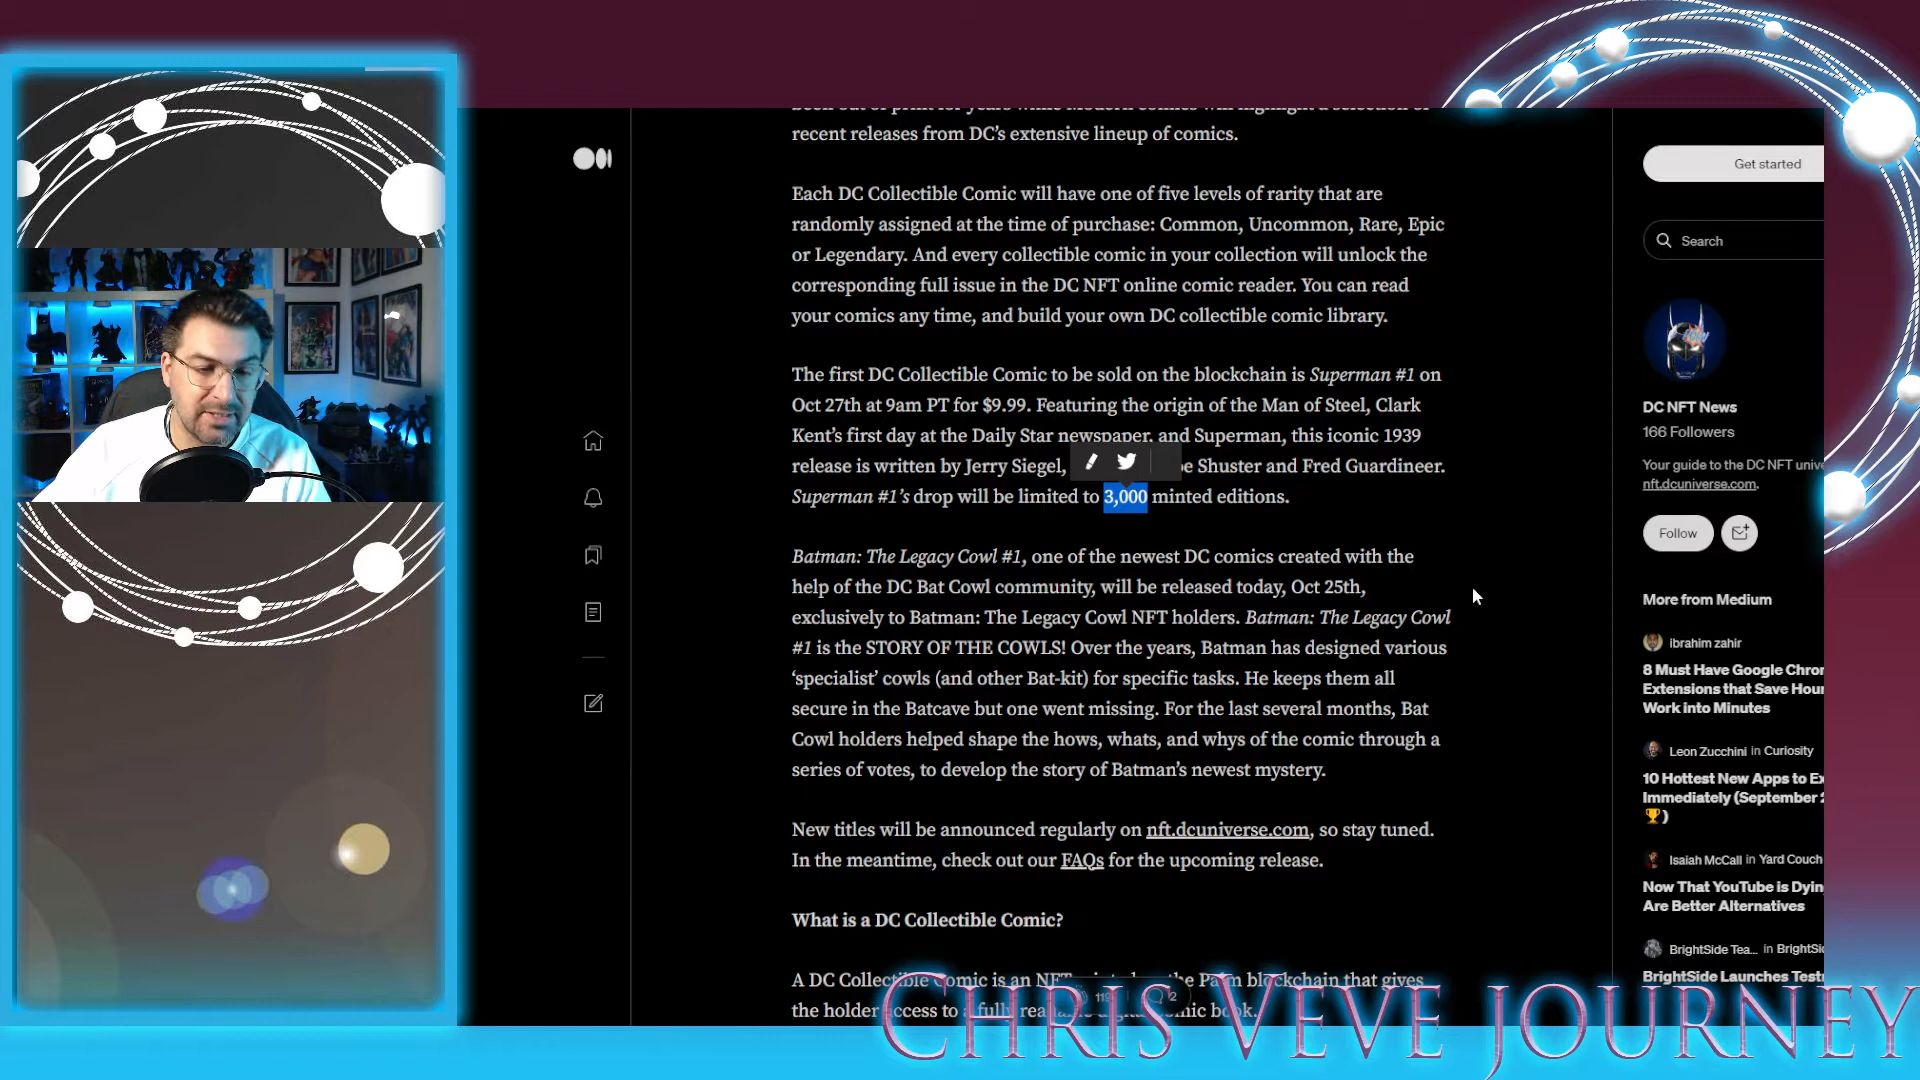 recent releases from DC's extensive lineup of comics.
Each DC Collectible Comic will have one of five levels of rarity that are
randomly assigned at the time of purchase: Common, Uncommon, Rare, Epic
or Legendary. And every collectible comic in your collection will unlock the
corresponding full issue in the DC NFT online comic reader. You can read
your comics any time, and build your own DC collectible comic library.
The first DC Collectible Comic to be sold on the blockchain is Superman #1 on
Oct 27th at 9am PT for $9.99. Featuring the origin of the Man of Steel, Clark
Kent's first day at the Daily Star newspaper, and Superman, this iconic 1939
release is written by Jerry Siegel, Shuster and Fred Guardineer.
Superman #1's drop will be limited to 3,000 minted editions.
Batman: The Legacy Cowl #1, one of the newest DC comics created with the
help of the DC Bat Cowl community, will be released today, Oct 25th,
exclusively to Batman: The Legacy Cowl NFT holders. Batman: The Legacy Cowl
#1 is the STORY OF THE COWLS! Over the years, Batman has designed various
'specialist' cowls (and other Bat-kit) for specific tasks. He keeps them all
secure in the Batcave but one went missing. For the last several months, Bat
Cowl holders helped shape the hows, whats, and whys of the comic through a
series of votes, to develop the story of Batman's newest mystery.
New titles will be announced regularly on nft.dcuniverse.com, so stay tuned.
In the meantime, check out our FAQs for the upcoming release.
What is a DC Collectible Comic?
A DC Collectible Comic is an NFT the Palm blockchain that gives
the holder access to a fully comic book.
Get started
Search
DC NFT News
166 Followers
Your guide to the DC NFT
nft.dcuniverse.com.
Follow
More from Medium
ibrahim zahir
8 Must Have Google
Extensions that Save
Work into Minutes
Leon Zucchini in Curiosity
10 Hottest New Apps to
Immediately (September
Isaiah McCall in Yard Couch
Now That YouTube is
Are Better Alternatives
BrightSide Tea... in
BrightSide Launches
CHRIS VEVE JOURNEY